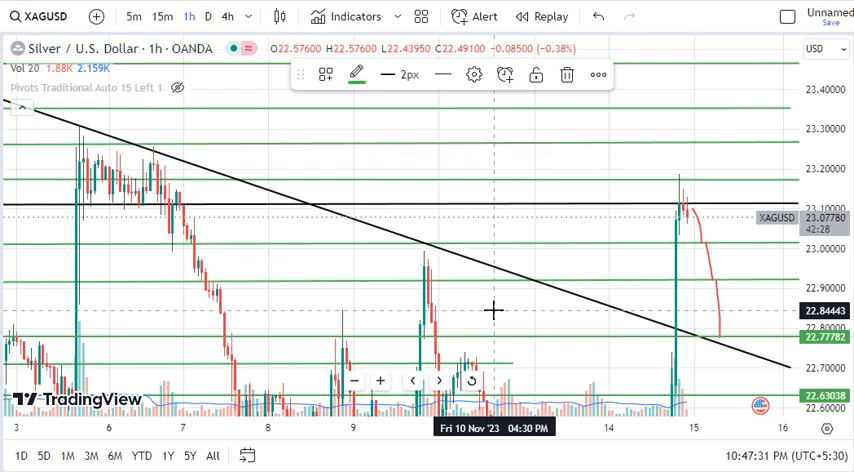 XAGUSD 5m 15m 1h D 4h Indicators Alert Replay Unnamed
Save
Silver / U.S. Dollar · 1h · OANDA O22.57600 H22.57600 L22.43950 C22.49100 −0.08500 (−0.38%) USD
Vol 20 1.88K 2.159K
2px
Pivots Traditional Auto 15 Left 1
23.40000
23.30000
23.20000
23.10000
XAGUSD 23.07780
42:28
23.00000
22.90000
22.84443
22.80000
22.77782
22.70000
22.63038
22.60000
TradingView
3 5 6 7 8 9 Fri 10 Nov '23 04:30 PM 14 15 16
1D 5D 1M 3M 6M YTD 1Y 5Y All 10:47:31 PM (UTC+5:30)